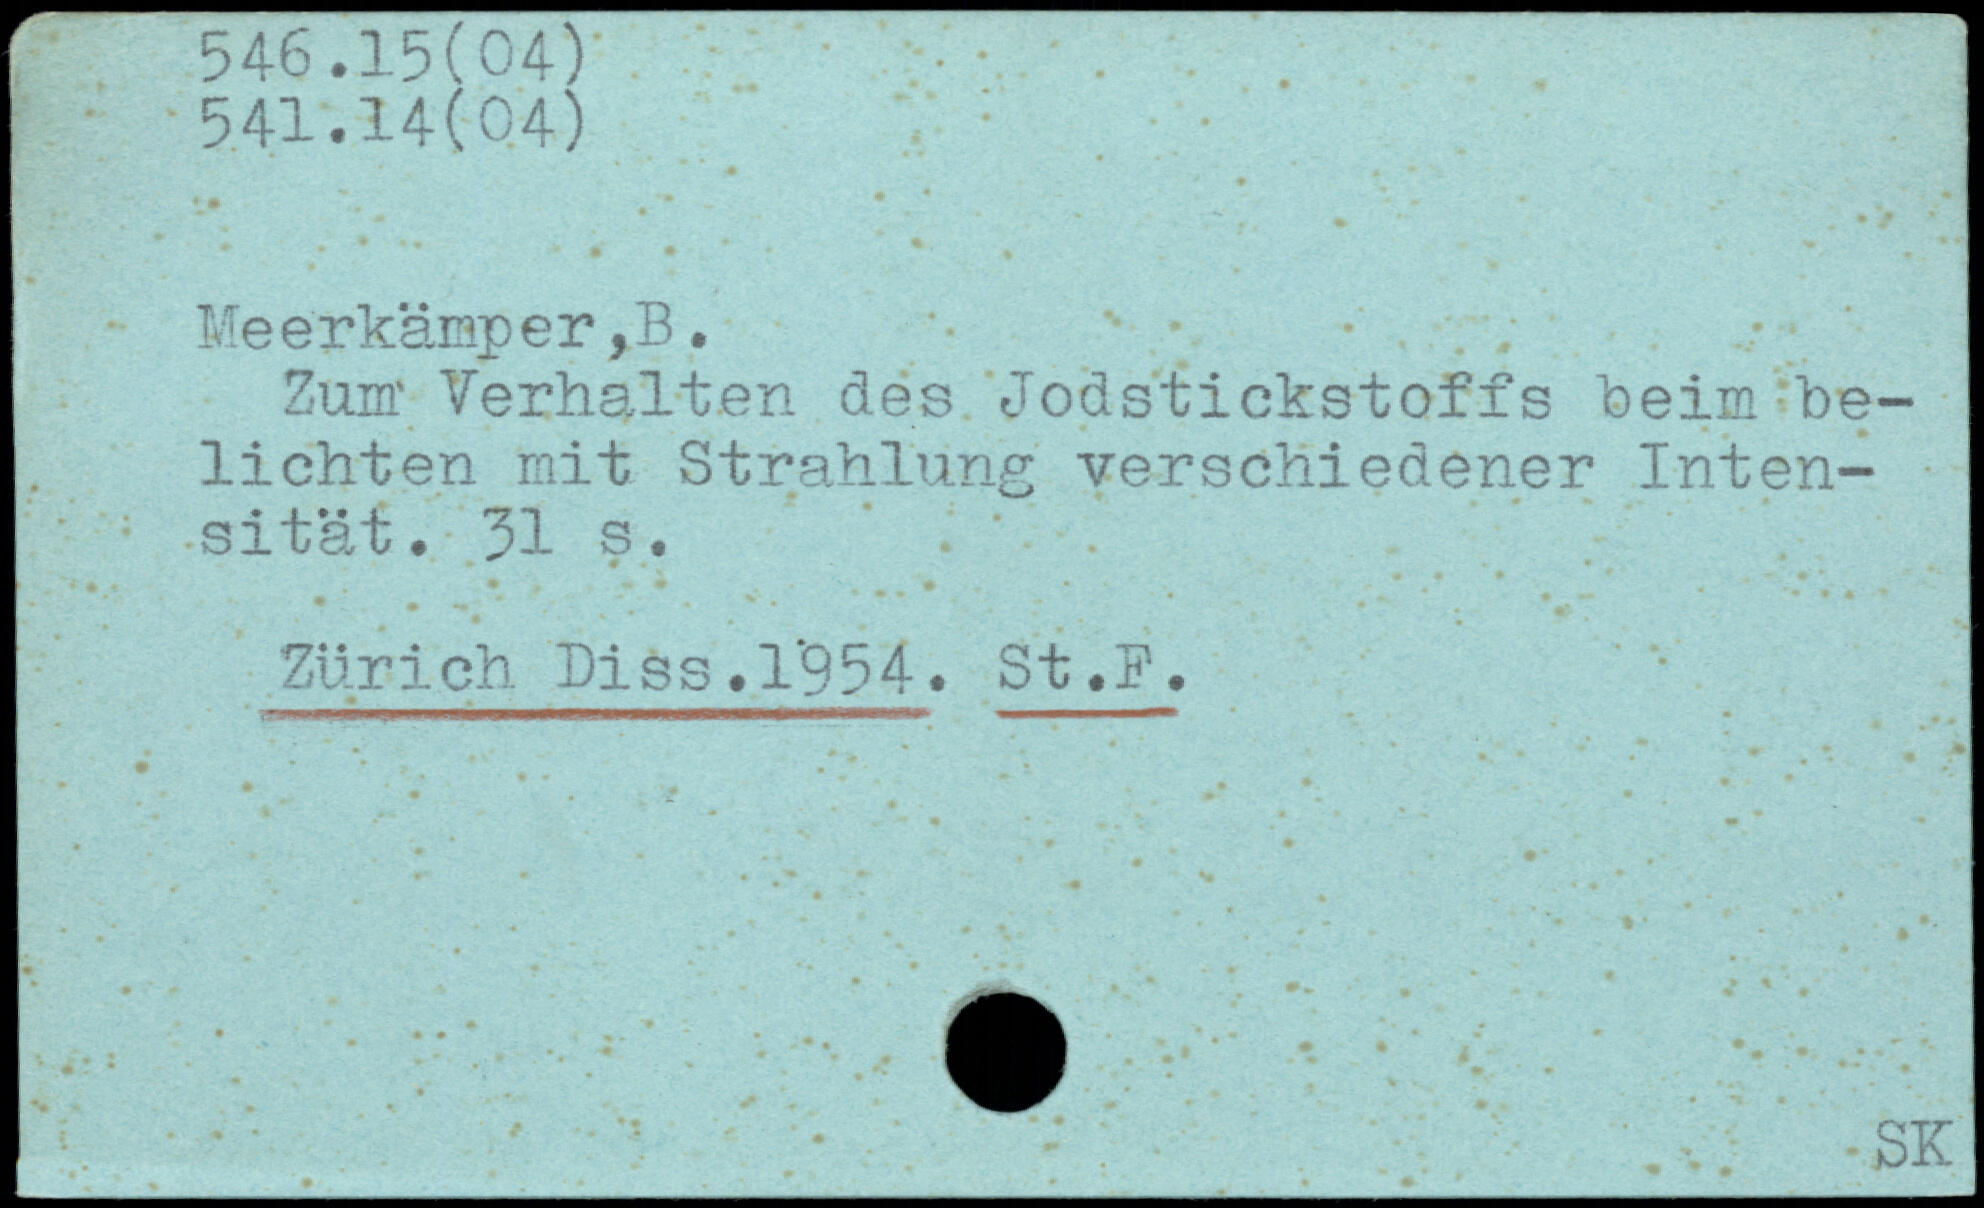 546.15(04)
541.14(04)
Meerkämper,B.
Zum Verhalten des Jodstickstoffs beim be-
lichten mit Strahlung verschiedener Inten-
sität. 31 s.
Zürich Diss.1954. St.F.
SK